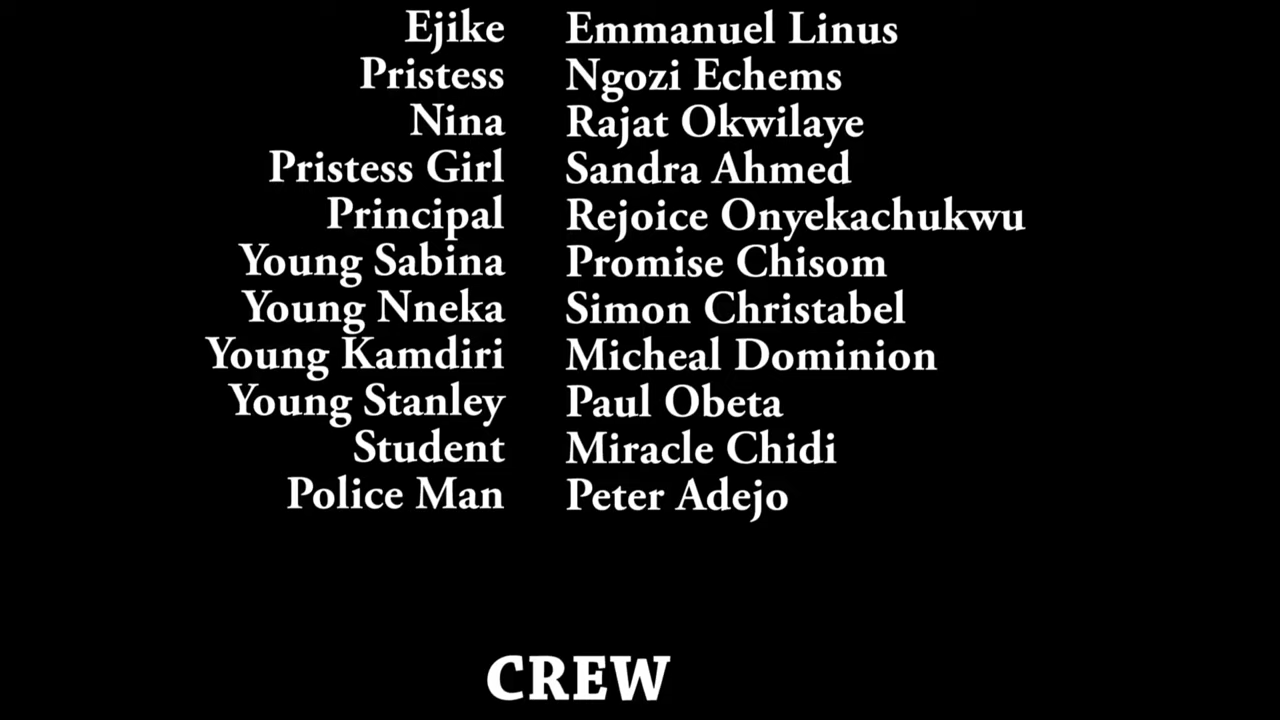 Ejike Emmanuel Linus
Pristess Ngozi Echems
Nina Rajat Okwilaye
Pristess Girl Sandra Ahmed
Principal Rejoice Onyekachukwu
Young Sabina Promise Chisom
Young Nneka Simon Christabel
Young Kamdiri Micheal Dominion
Young Stanley Paul Obeta
Student Miracle Chidi
Police Man Peter Adejo
CREW